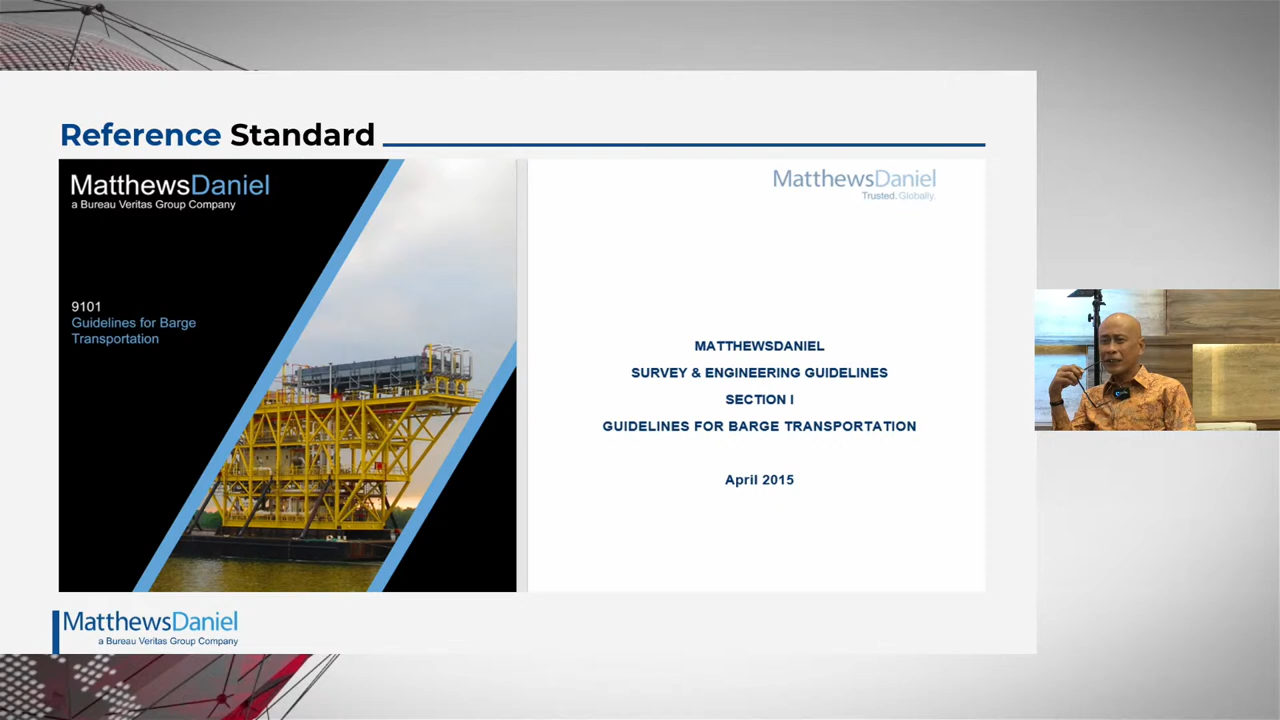 Reference Standard
MatthewsDaniel
a Bureau Veritas Group Company
9101
Guidelines for Barge
Transportation
MatthewsDaniel
Trusted. Globally.
MATTHEWSDANIEL
SURVEY & ENGINEERING GUIDELINES
SECTION I
GUIDELINES FOR BARGE TRANSPORTATION
April 2015
MatthewsDaniel
a Bureau Veritas Group Company